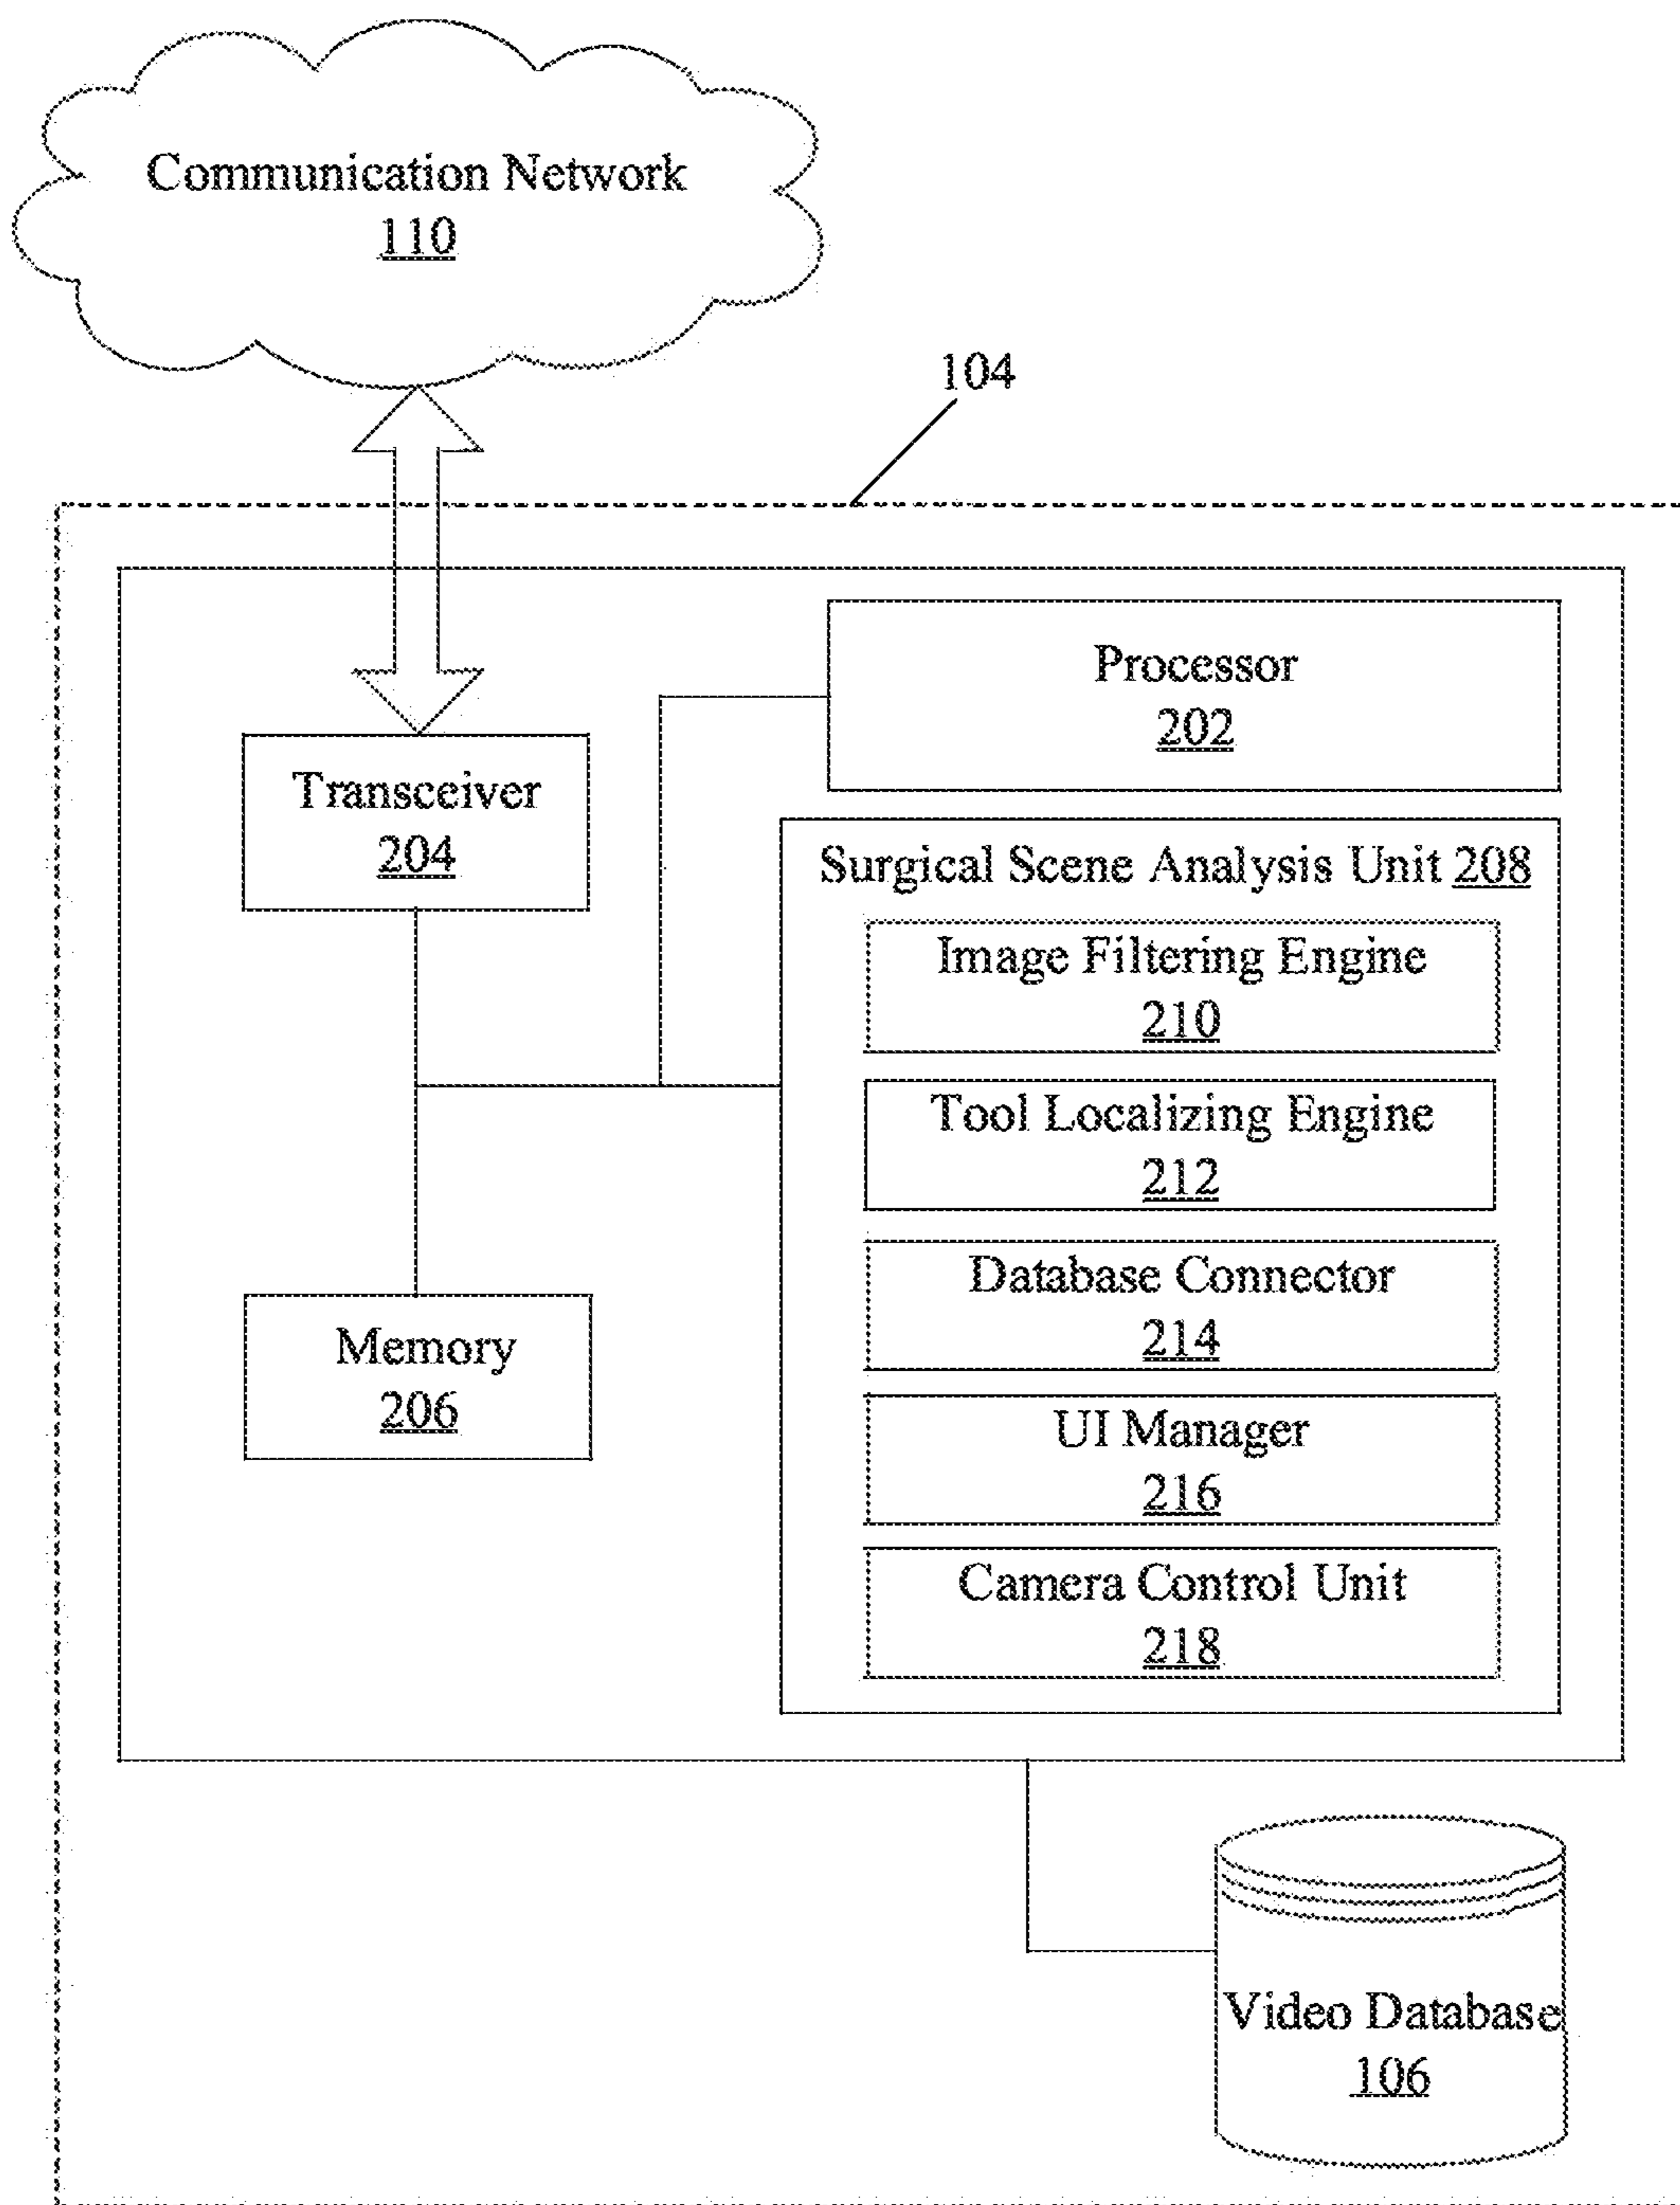 Communication Network
110
104
Processor
202
Transceiver
204
Surgical Scene Analysis Unit 208
Image Filtering Engine
210
Tool Localizing Engine
212
Database Connector
214
Memory
206
UI Manager
216
Camera Control Unit
218
Video Database
106